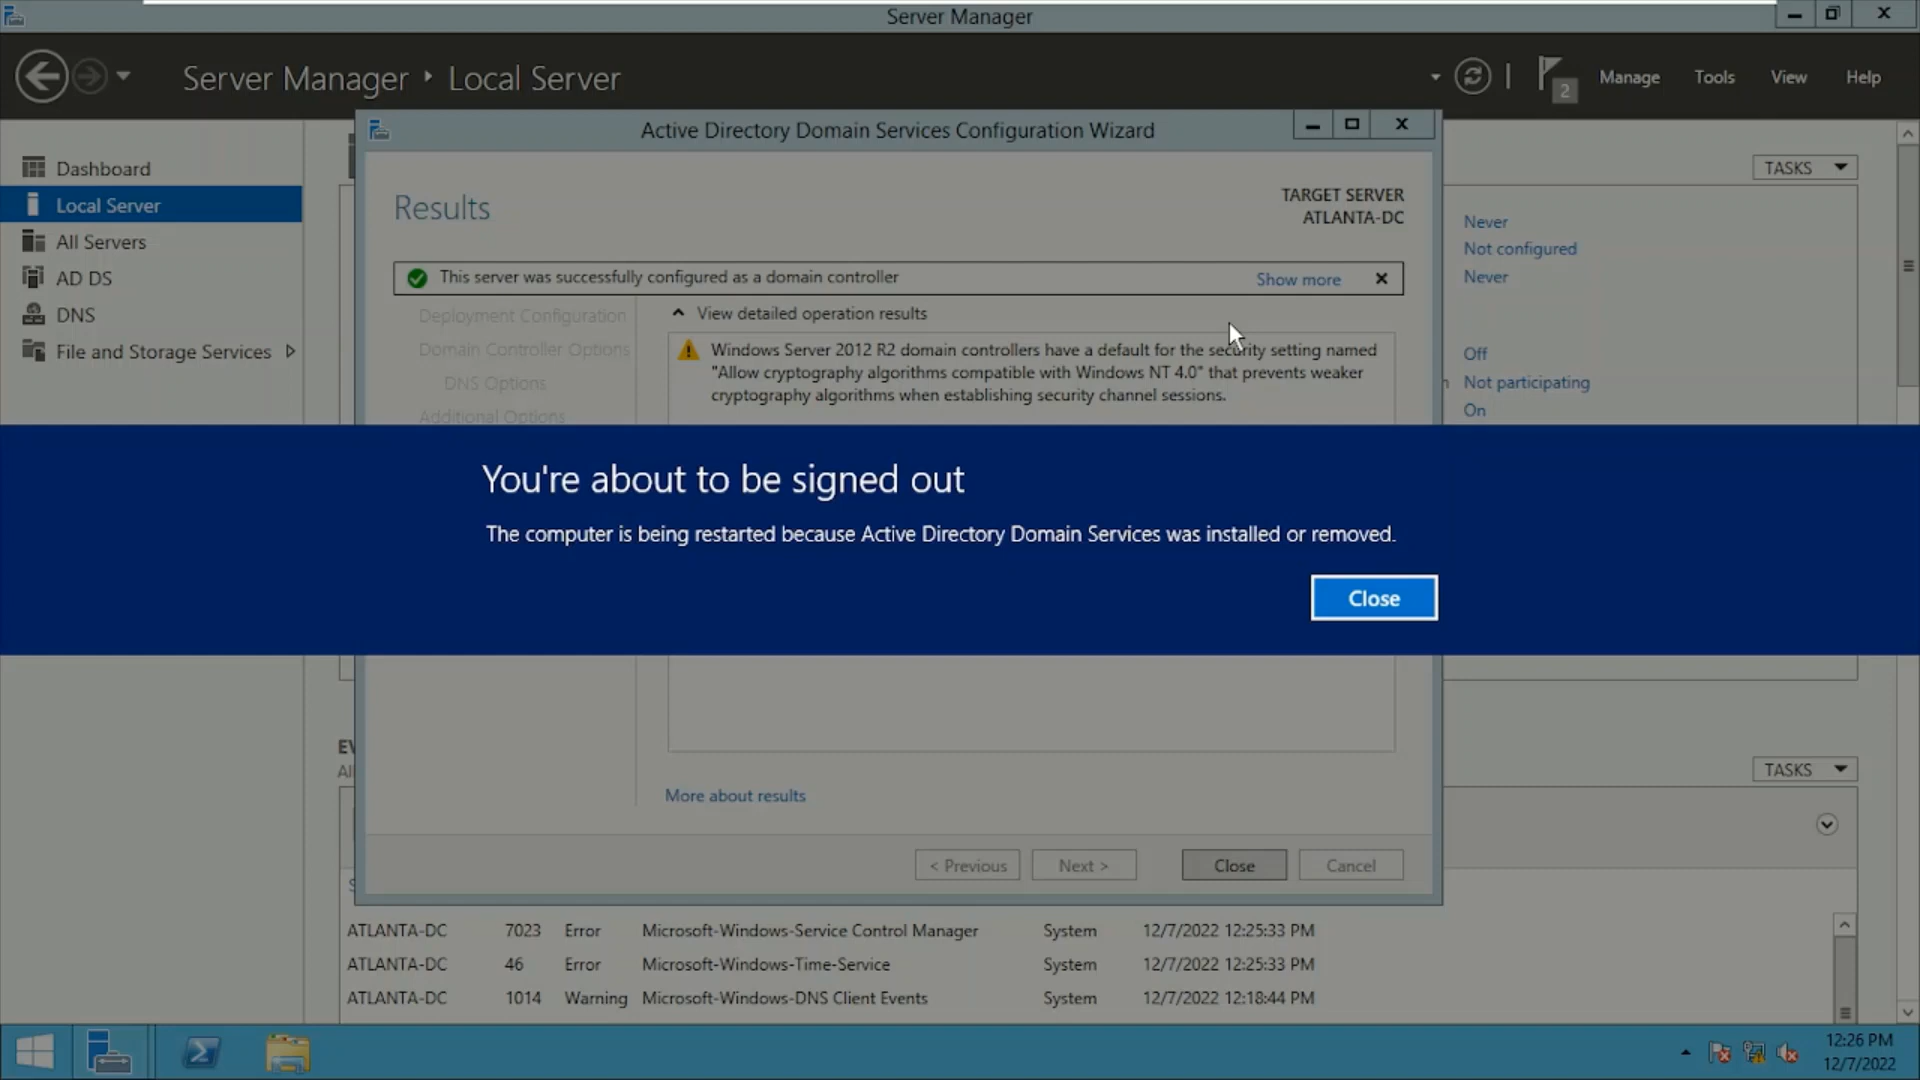 Server Manager
Server Manager ‣ Local Server
2
Manage
Tools
View
Help
Dashboard
Local Server
All Servers
AD DS
DNS
File and Storage Services
Active Directory Domain Services Configuration Wizard
TASKS
Results
TARGET SERVER
ATLANTA-DC
This server was successfully configured as a domain controller
Show more
Deployment Configuration
Domain Controller Options
DNS Options
Additional Options
View detailed operation results
Windows Server 2012 R2 domain controllers have a default for the security setting named
"Allow cryptography algorithms compatible with Windows NT 4.0" that prevents weaker
cryptography algorithms when establishing security channel sessions.
Never
Not configured
Never
Off
Not participating
On
You're about to be signed out
The computer is being restarted because Active Directory Domain Services was installed or removed.
Close
More about results
< Previous
Next >
Close
Cancel
TASKS
ATLANTA-DC 7023 Error Microsoft-Windows-Service Control Manager System 12/7/2022 12:25:33 PM
ATLANTA-DC 46 Error Microsoft-Windows-Time-Service System 12/7/2022 12:25:33 PM
ATLANTA-DC 1014 Warning Microsoft-Windows-DNS Client Events System 12/7/2022 12:18:44 PM
12:26 PM
12/7/2022